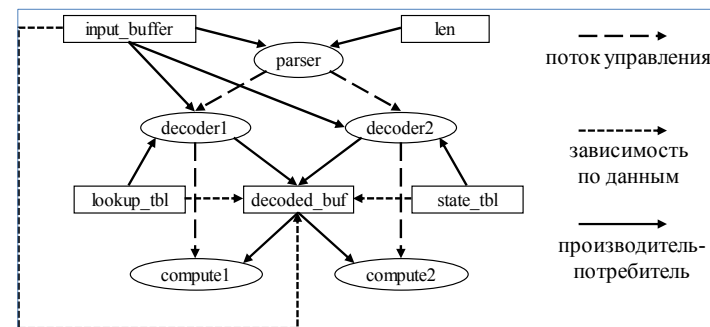 input_buffer
len
parser
поток управления
decoder1
decoder2
зависимость
по данным
lookup_tbl
decoded_buf
state_tbl
производитель-
потребитель
compute1
compute2